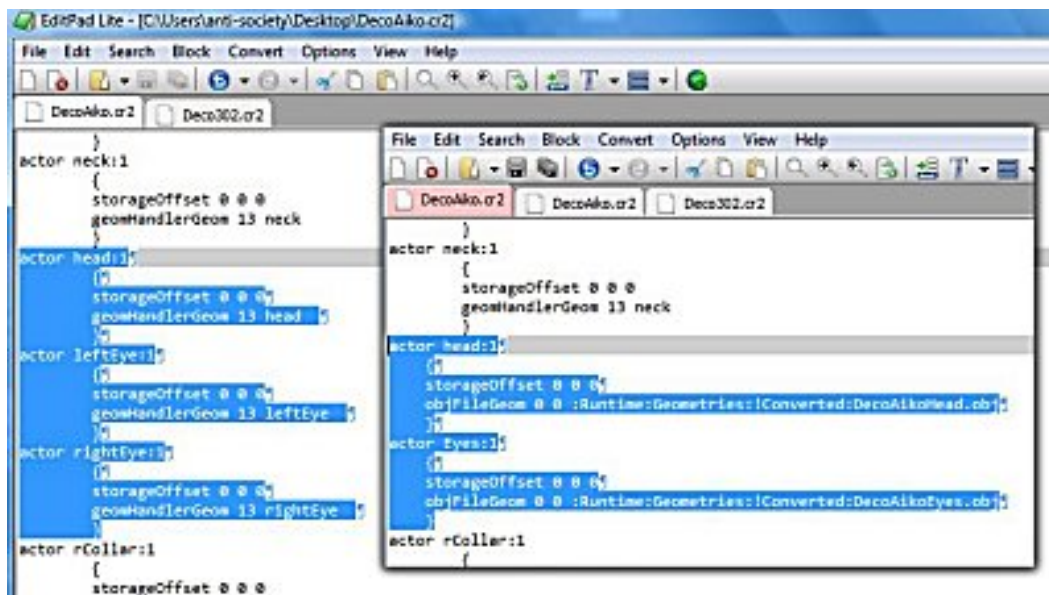 EditPad Lite - [C:\Users\anti-society\Desktop\DecoAiko.cr2]
File Edit Search Block Convert Options View Help
DecoAiko.cr2 Deco302.cr2
}
actor neck:1
{
storageOffset 0 0 0
geomHandlerGeom 13 neck
}
actor head:1¶
{¶
storageOffset 0 0 0¶
geomHandlerGeom 13 head ¶
}¶
actor leftEye:1¶
{¶
storageOffset 0 0 0¶
geomHandlerGeom 13 leftEye ¶
}¶
actor rightEye:1¶
{¶
storageOffset 0 0 0¶
geomHandlerGeom 13 rightEye ¶
}
actor rCollar:1
{
storageOffset 0 0 0
File Edit Search Block Convert Options View Help
DecoAiko.cr2 DecoAiko.cr2 Deco302.cr2
}
actor neck:1
{
storageOffset 0 0 0
geomHandlerGeom 13 neck
}
actor head:1¶
{¶
storageOffset 0 0 0¶
objFileGeom 0 0 :Runtime:Geometries:!Converted:DecoAikoHead.obj¶
}¶
actor Eyes:1¶
{¶
storageOffset 0 0 0¶
objFileGeom 0 0 :Runtime:Geometries:!Converted:DecoAikoEyes.obj¶
}
actor rCollar:1
{